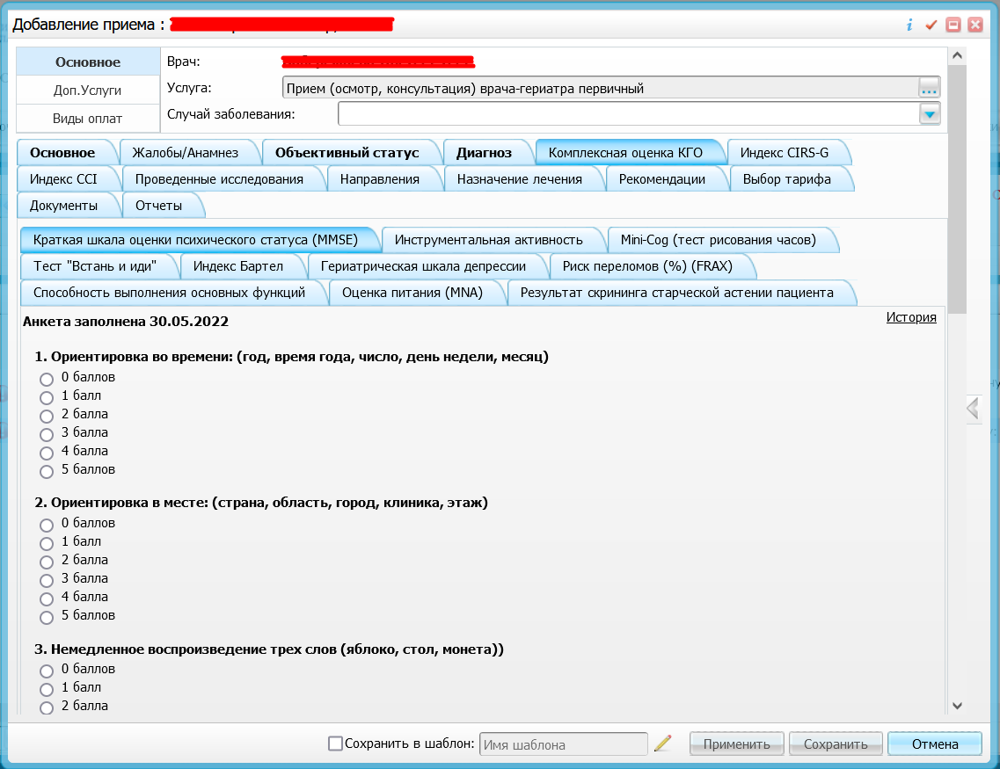 Добавление приема :
Основное
Доп.Услуги
Виды оплат
Врач:
Услуга: Прием (осмотр, консультация) врача-гериатра первичный ...
Случай заболевания:
Основное Жалобы/Анамнез Объективный статус Диагноз Комплексная оценка КГО Индекс CIRS-G
Индекс CCI Проведенные исследования Направления Назначение лечения Рекомендации Выбор тарифа
Документы Отчеты
Краткая шкала оценки психического статуса (MMSE) Инструментальная активность Mini-Cog (тест рисования часов)
Тест "Встань и иди" Индекс Бартел Гериатрическая шкала депрессии Риск переломов (%) (FRAX)
Способность выполнения основных функций Оценка питания (MNA) Результат скрининга старческой астении пациента
Анкета заполнена 30.05.2022 История
1. Ориентировка во времени: (год, время года, число, день недели, месяц)
0 баллов
1 балл
2 балла
3 балла
4 балла
5 баллов
2. Ориентировка в месте: (страна, область, город, клиника, этаж)
0 баллов
1 балл
2 балла
3 балла
4 балла
5 баллов
3. Немедленное воспроизведение трех слов (яблоко, стол, монета))
0 баллов
1 балл
2 балла
Сохранить в шаблон: Имя шаблона Применить Сохранить Отмена